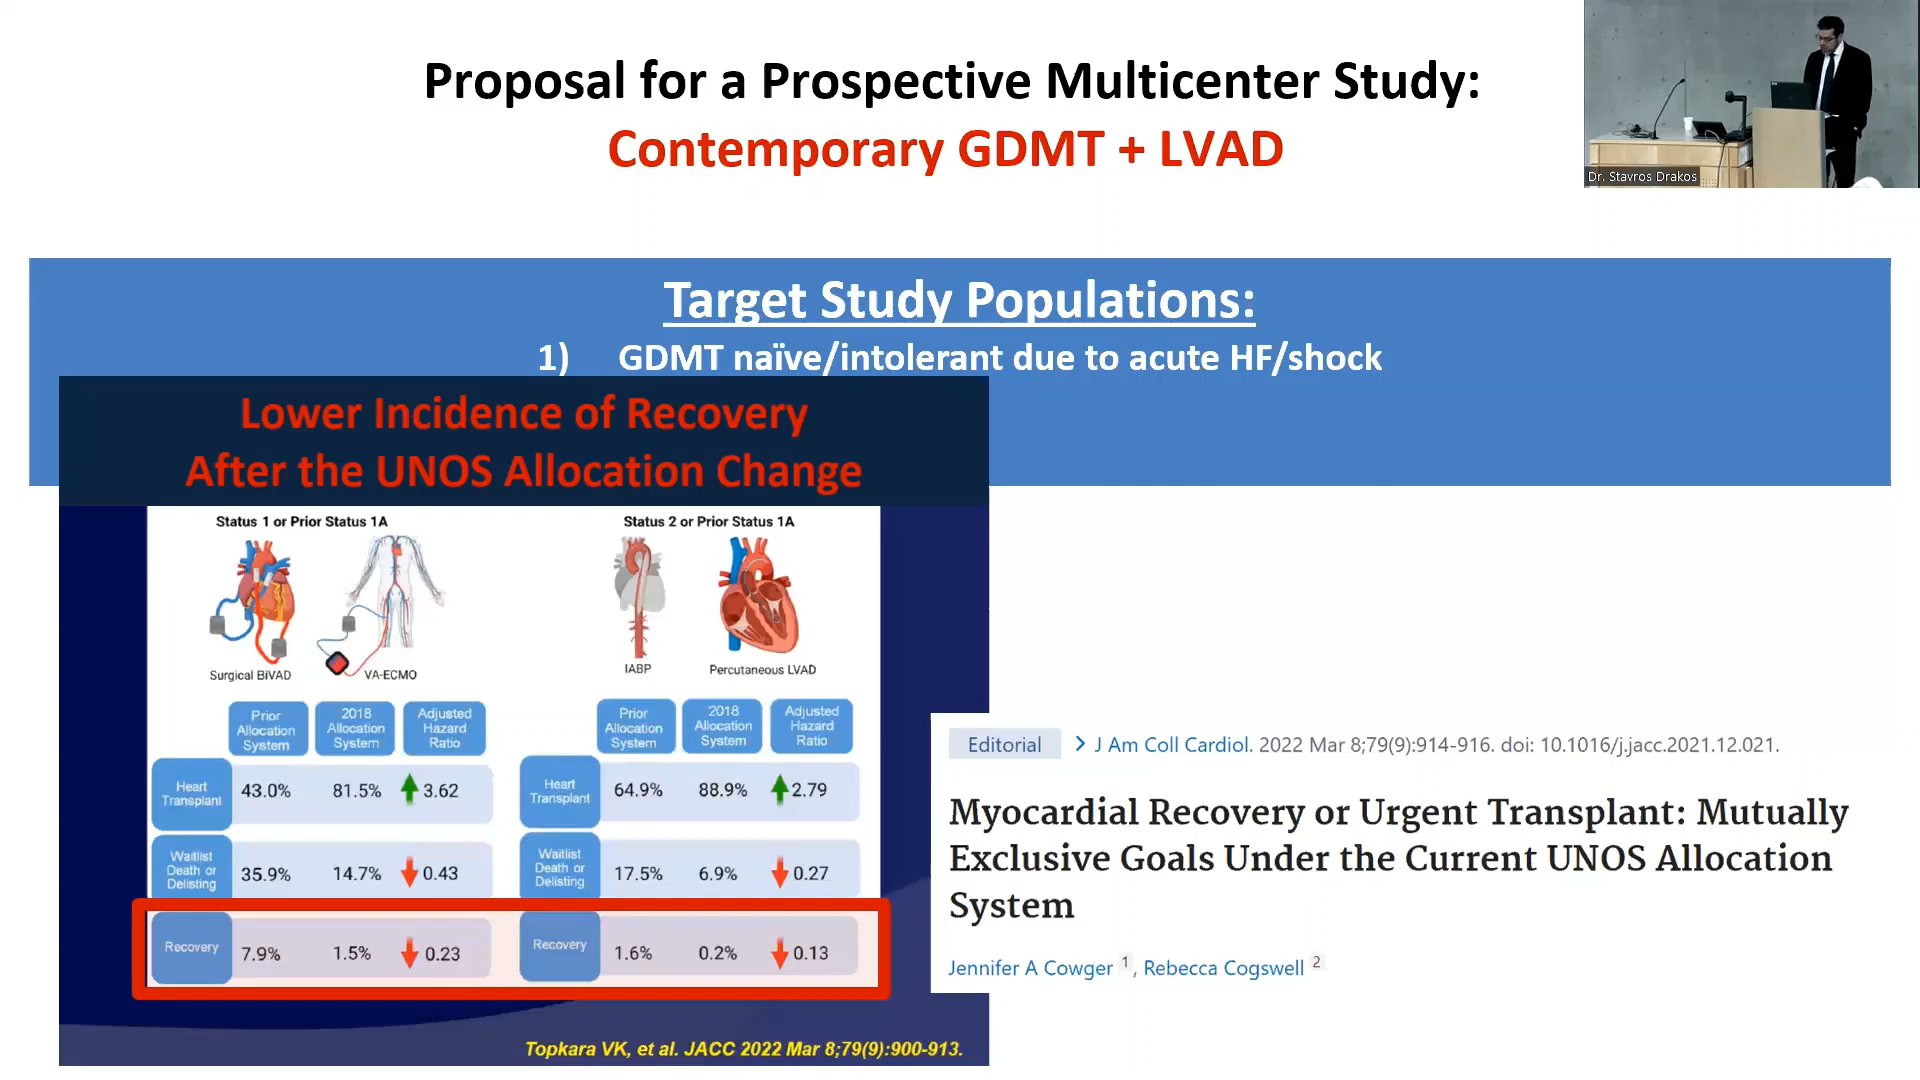 Proposal for a Prospective Multicenter Study:
Contemporary GDMT + LVAD
Dr. Stavros Drakos
Target Study Populations:
1) GDMT naïve/intolerant due to acute HF/shock
Lower Incidence of Recovery
After the UNOS Allocation Change
Status 1 or Prior Status 1A
Surgical BiVAD
VA-ECMO
Prior Allocation System
2018 Allocation System
Adjusted Hazard Ratio
Heart Transplant 43.0% 81.5% 3.62
Waitlist Death or Delisting 35.9% 14.7% 0.43
Recovery 7.9% 1.5% 0.23
Status 2 or Prior Status 1A
IABP
Percutaneous LVAD
Prior Allocation System
2018 Allocation System
Adjusted Hazard Ratio
Heart Transplant 64.9% 88.9% 2.79
Waitlist Death or Delisting 17.5% 6.9% 0.27
Recovery 1.6% 0.2% 0.13
Topkara VK, et al. JACC 2022 Mar 8;79(9):900-913.
Editorial > J Am Coll Cardiol. 2022 Mar 8;79(9):914-916. doi: 10.1016/j.jacc.2021.12.021.
Myocardial Recovery or Urgent Transplant: Mutually
Exclusive Goals Under the Current UNOS Allocation
System
Jennifer A Cowger 1, Rebecca Cogswell 2